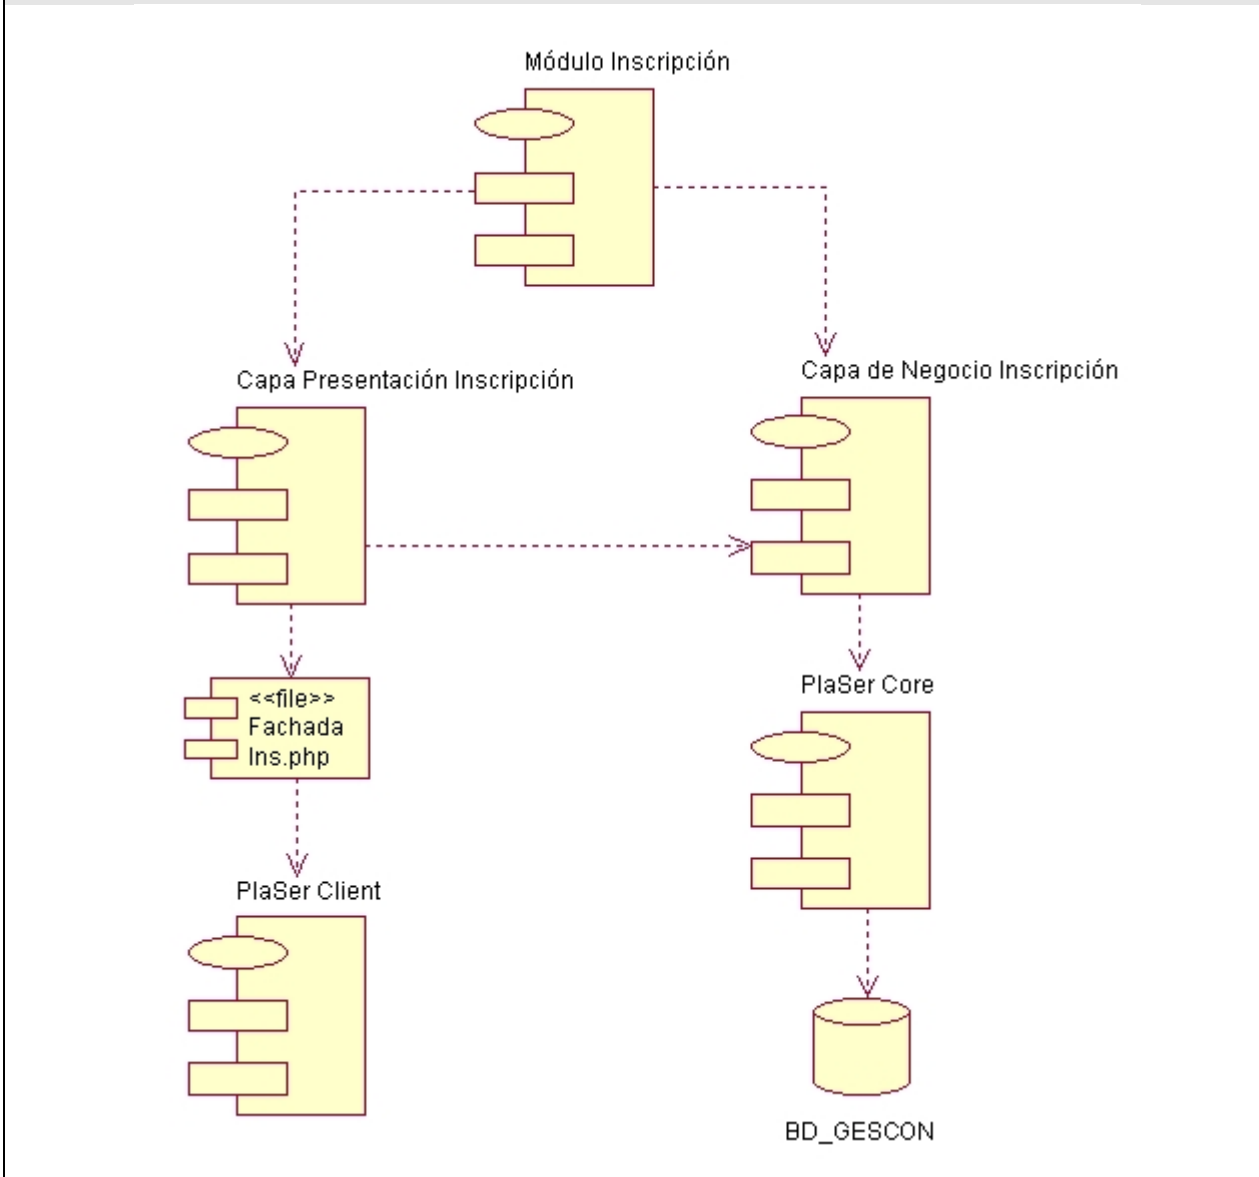 Módulo Inscripción
Capa Presentación Inscripción
Capa de Negocio Inscripción
<<file>>
Fachada
Ins.php
PlaSer Core
PlaSer Client
BD_GESCON